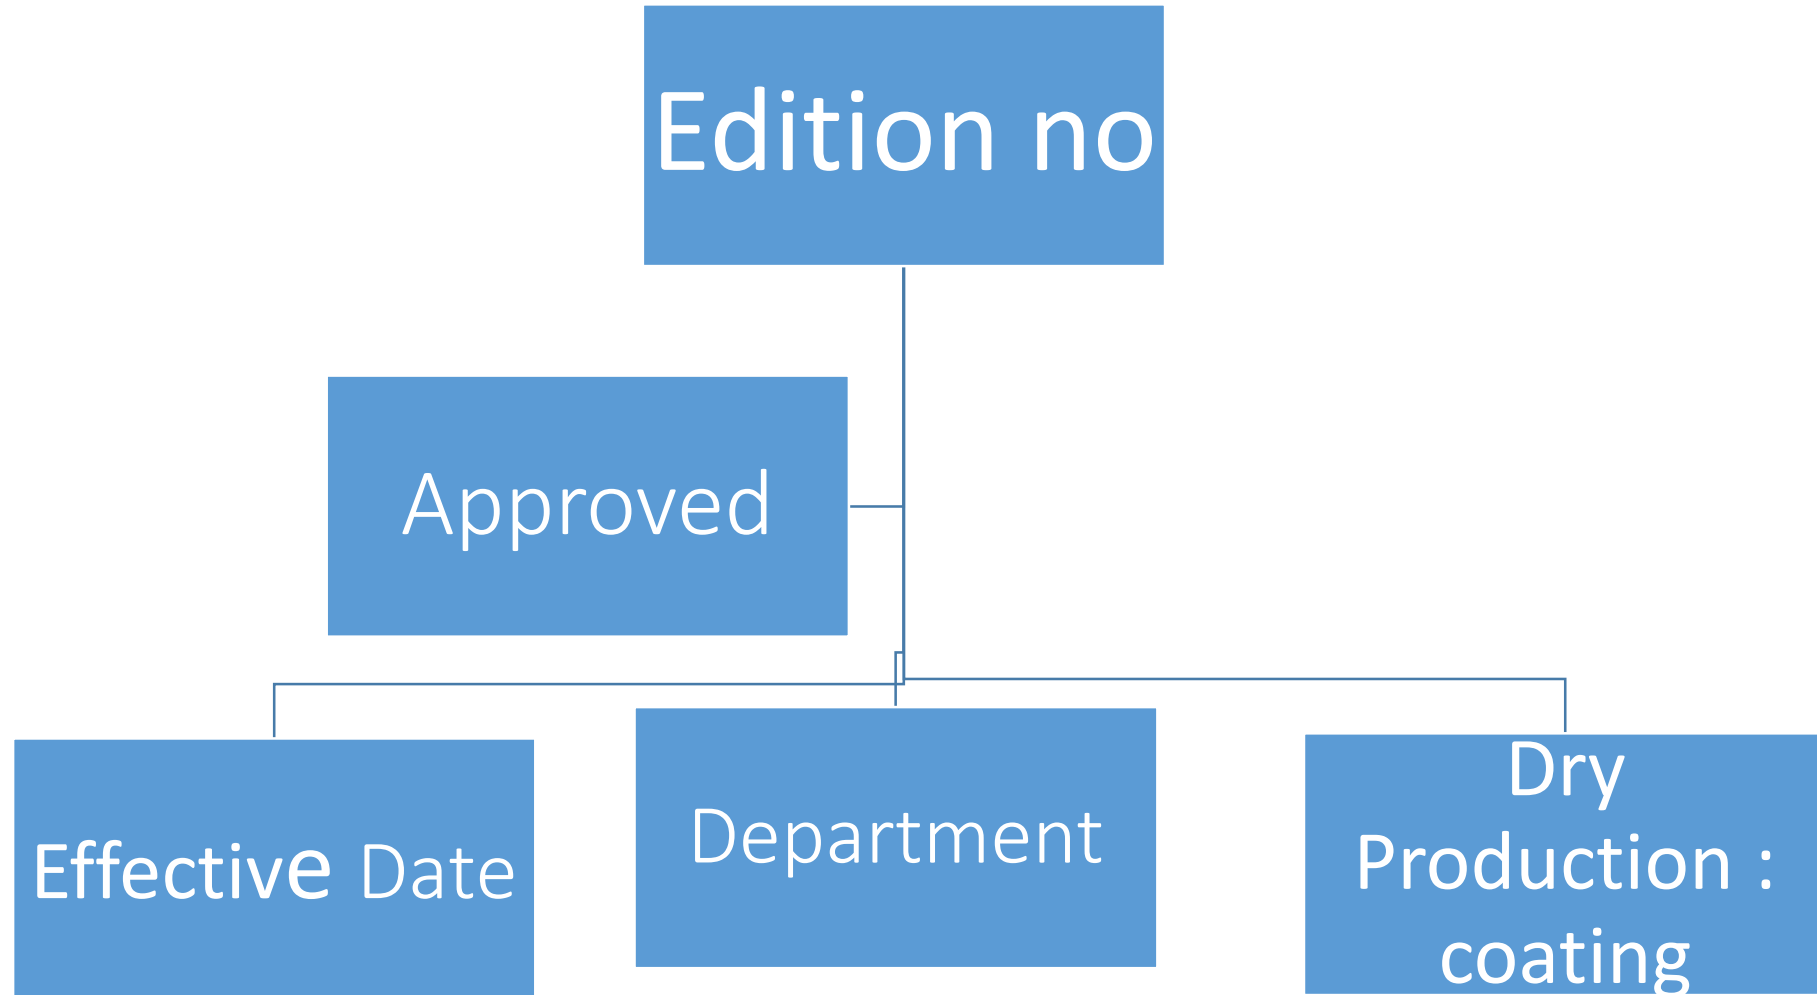 Edition no
Approved
Effective Date
Department
Dry
Production :
coating